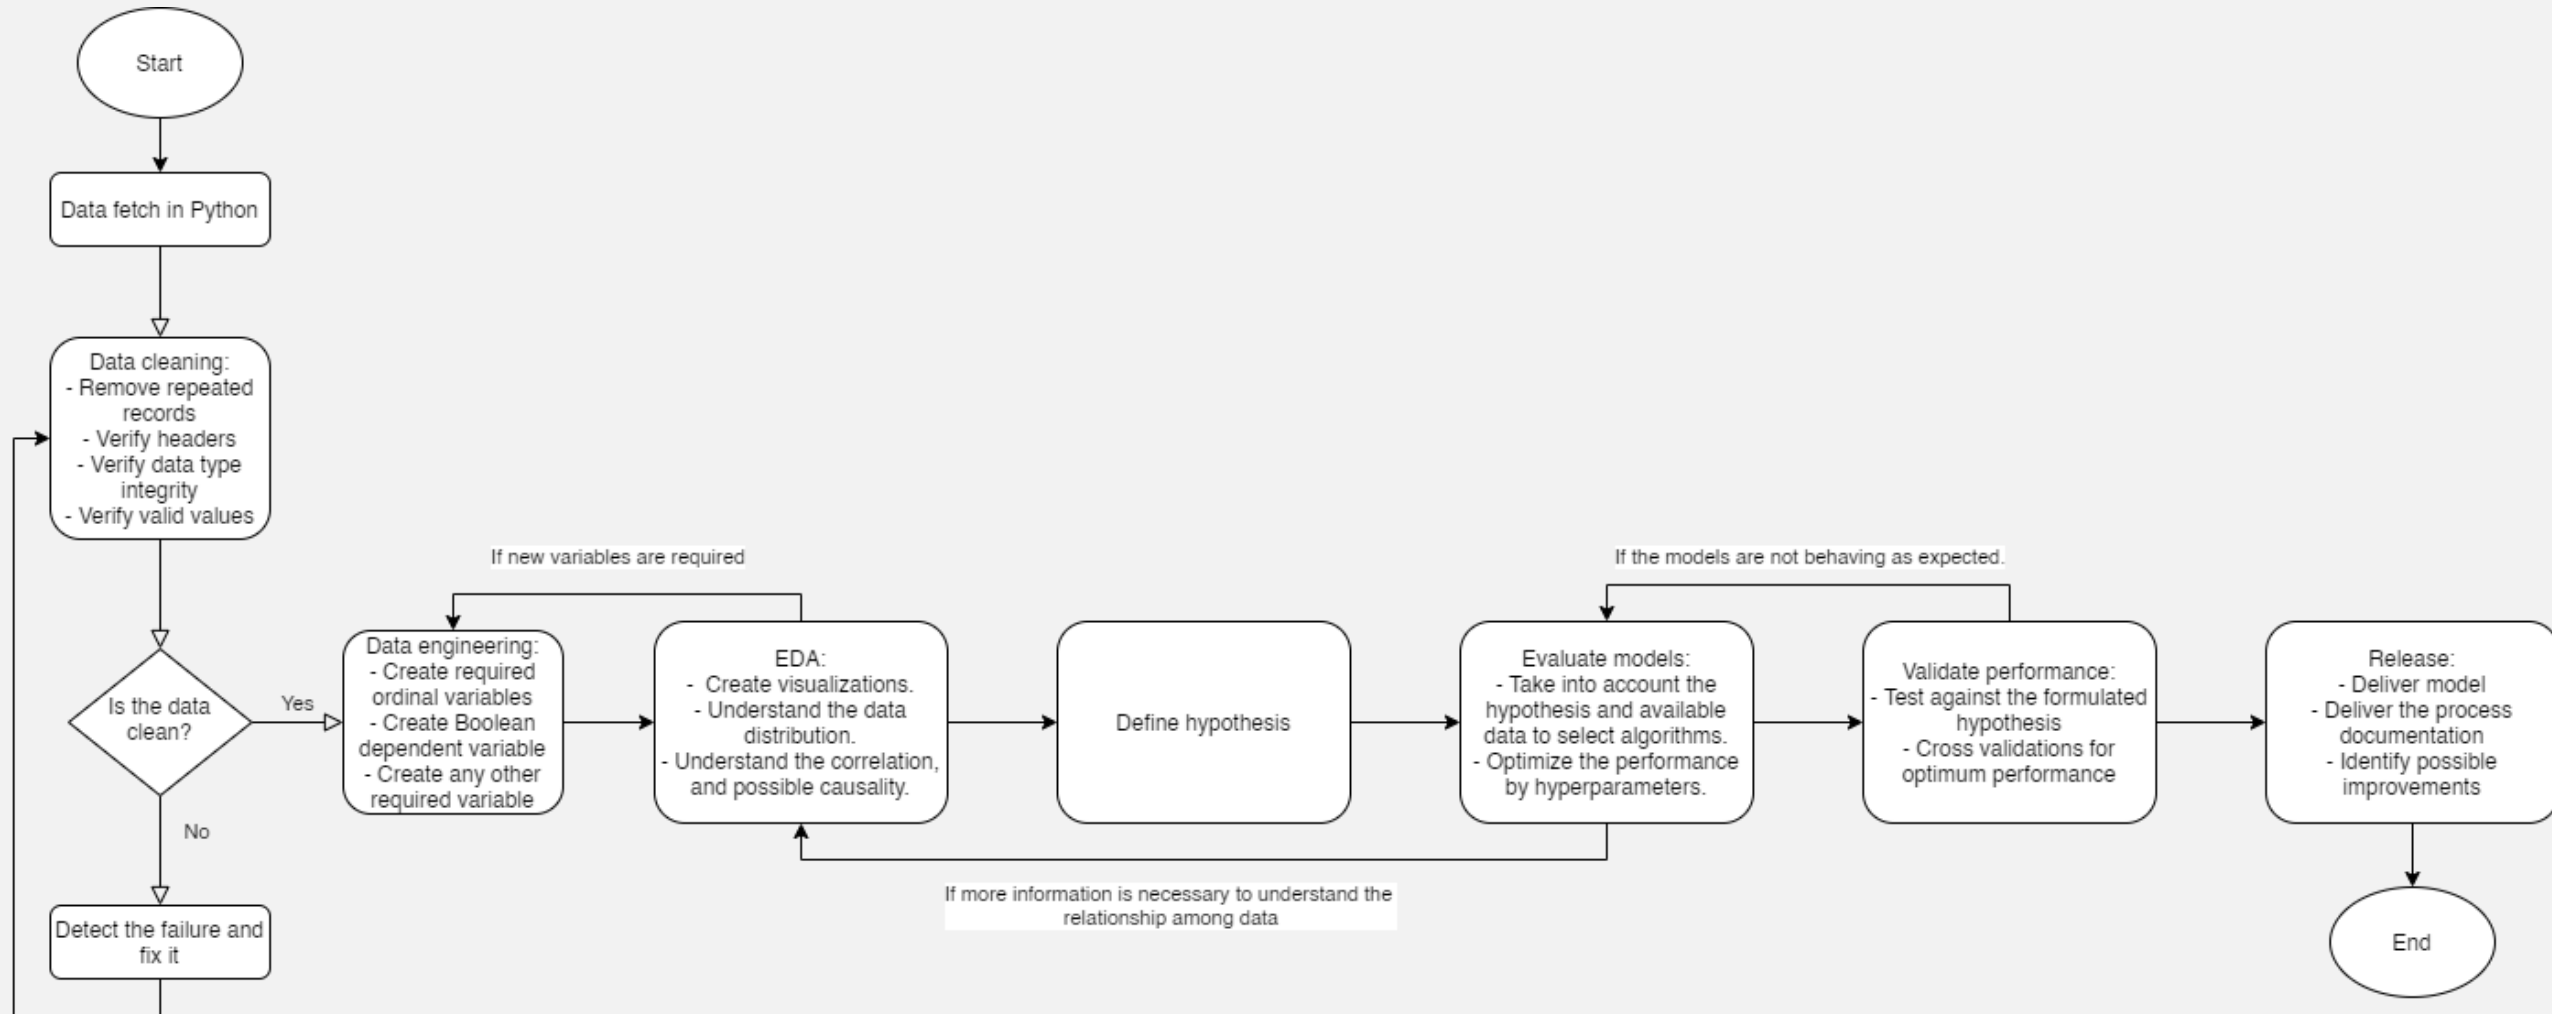 Start
Data fetch in Python
Data cleaning:
- Remove repeated
records
- Verify headers
- Verify data type
integrity
- Verify valid values
Is the data
clean?
Yes
No
Detect the failure and
fix it
If new variables are required
Data engineering:
- Create required
ordinal variables
- Create Boolean
dependent variable
- Create any other
required variable
EDA:
- Create visualizations.
- Understand the data
distribution.
- Understand the correlation,
and possible causality.
Define hypothesis
If more information is necessary to understand the
relationship among data
If the models are not behaving as expected.
Evaluate models:
- Take into account the
hypothesis and available
data to select algorithms.
- Optimize the performance
by hyperparameters.
Validate performance:
- Test against the formulated
hypothesis
- Cross validations for
optimum performance
Release:
- Deliver model
- Deliver the process
documentation
- Identify possible
improvements
End